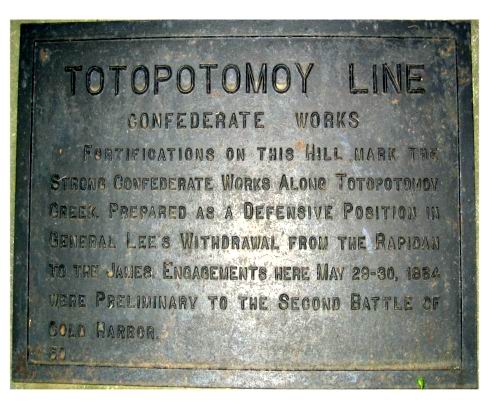 TOTOPOTOMOY LINE
CONFEDERATE WORKS
FORTIFICATIONS ON THIS HILL MARK THE
STRONG CONFEDERATE WORKS ALONG TOTOPOTOMOY
CREEK. PREPARED AS A DEFENSIVE POSITION IN
GENERAL LEE'S WITHDRAWAL FROM THE RAPIDAN
TO THE JAMES. ENGAGEMENTS HERE MAY 29-30, 1864
WERE PRELIMINARY TO THE SECOND BATTLE OF
COLD HARBOR.